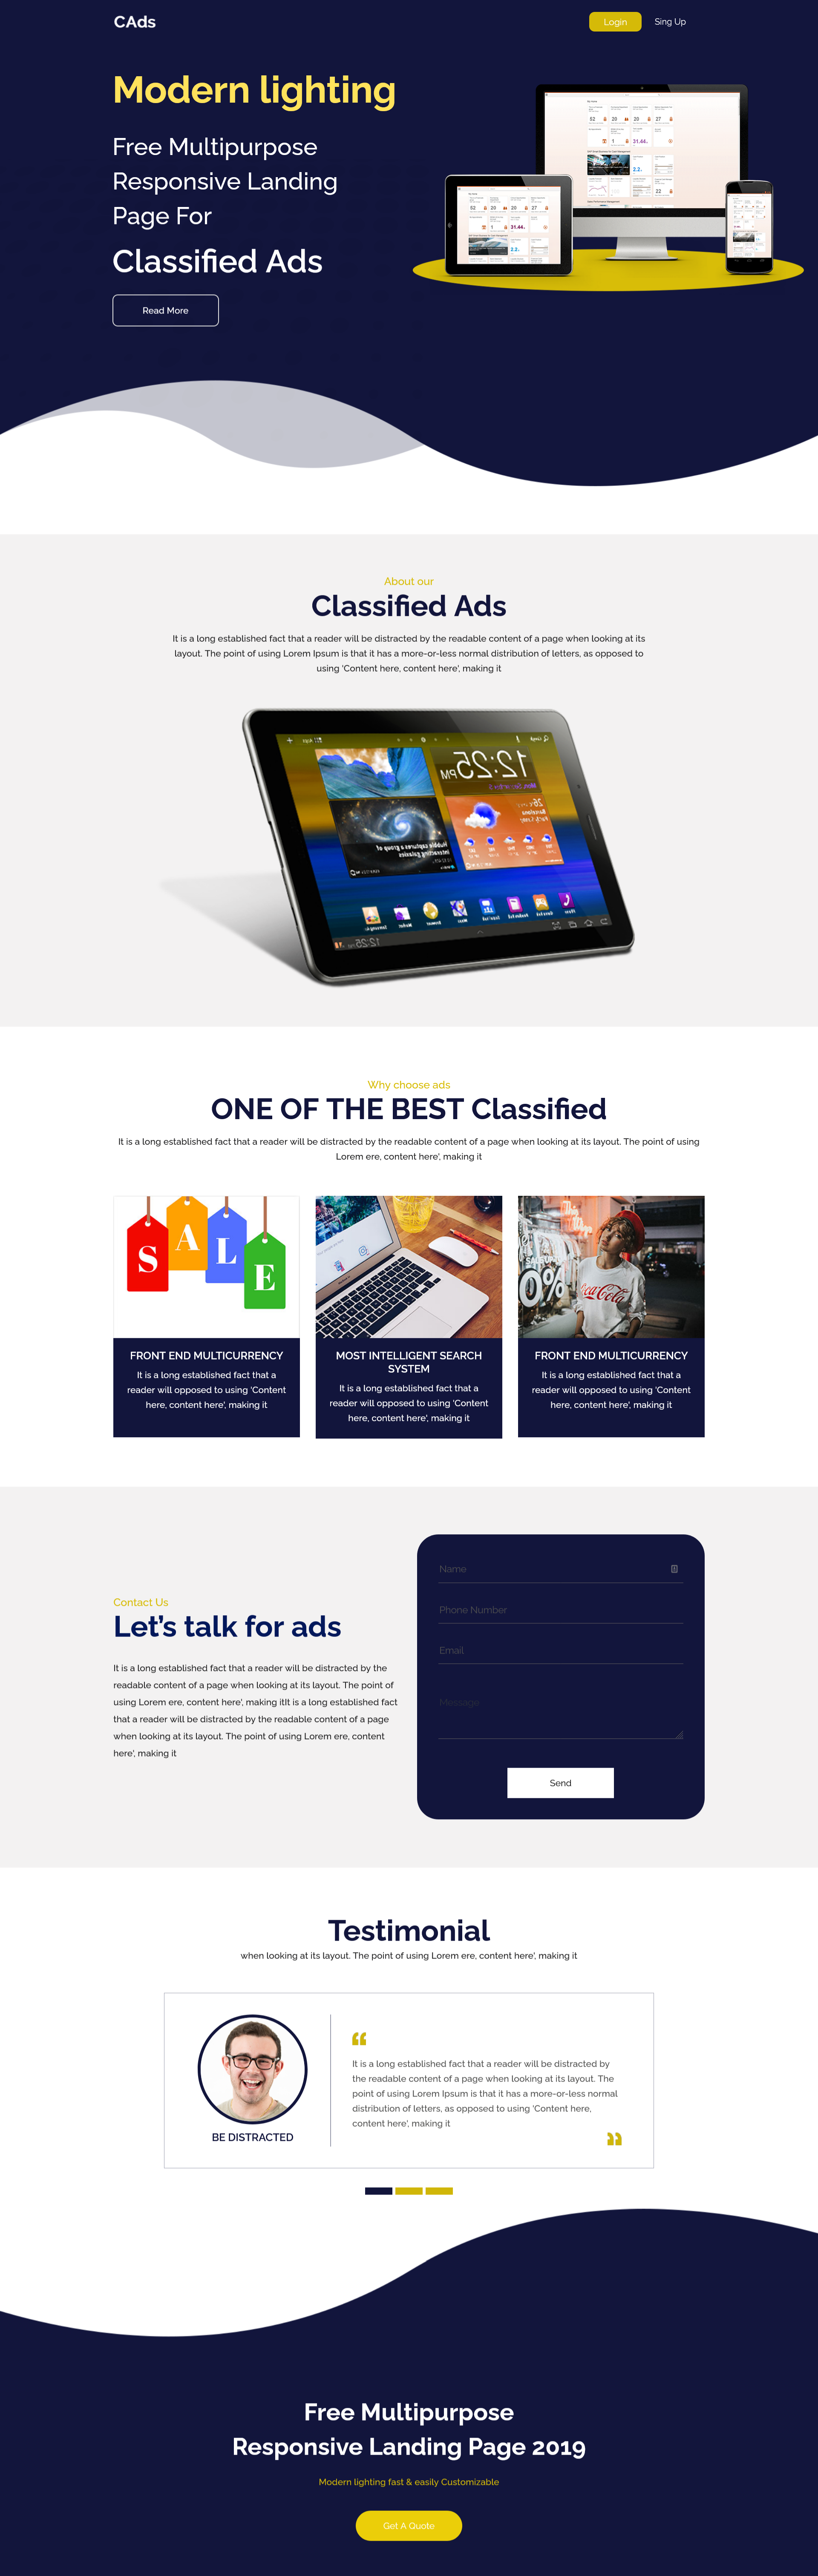 CAds
Login
Sing Up
Modern lighting
Free Multipurpose
Responsive Landing
Page For
Classified Ads
Read More
About our
Classified Ads
It is a long established fact that a reader will be distracted by the readable content of a page when looking at its
layout. The point of using Lorem Ipsum is that it has a more-or-less normal distribution of letters, as opposed to
using 'Content here, content here', making it
12:25PM
12:25
Why choose ads
ONE OF THE BEST Classified
It is a long established fact that a reader will be distracted by the readable content of a page when looking at its layout. The point of using
Lorem ere, content here', making it
SALE
0%
Coca-Cola
FRONT END MULTICURRENCY
It is a long established fact that a
reader will opposed to using 'Content
here, content here', making it
MOST INTELLIGENT SEARCH
SYSTEM
It is a long established fact that a
reader will opposed to using 'Content
here, content here', making it
FRONT END MULTICURRENCY
It is a long established fact that a
reader will opposed to using 'Content
here, content here', making it
Contact Us
Let's talk for ads
It is a long established fact that a reader will be distracted by the
readable content of a page when looking at its layout. The point of
using Lorem ere, content here', making itIt is a long established fact
that a reader will be distracted by the readable content of a page
when looking at its layout. The point of using Lorem ere, content
here', making it
Name
Phone Number
Email
Message
Send
Testimonial
when looking at its layout. The point of using Lorem ere, content here', making it
BE DISTRACTED
“
It is a long established fact that a reader will be distracted by
the readable content of a page when looking at its layout. The
point of using Lorem Ipsum is that it has a more-or-less normal
distribution of letters, as opposed to using 'Content here,
content here', making it
”
Free Multipurpose
Responsive Landing Page 2019
Modern lighting fast & easily Customizable
Get A Quote